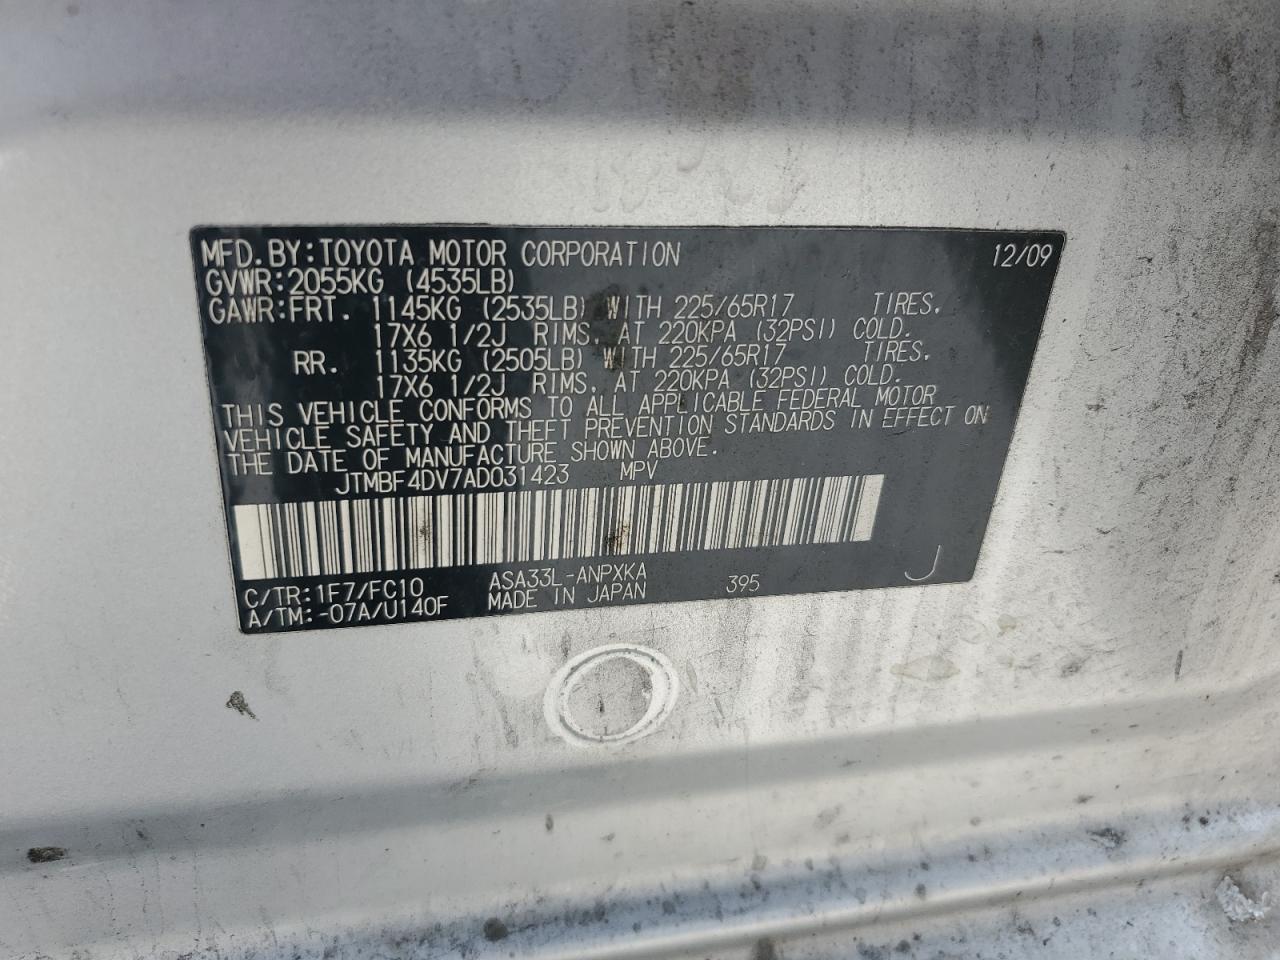 MFD.BY:TOYOTA MOTOR CORPORATION 12/09
GVWR:2055KG (4535LB)
GAWR:FRT. 1145KG (2535LB) WITH 225/65R17 TIRES.
17X6 1/2J RIMS. AT 220KPA (32PSI) COLD.
RR. 1135KG (2505LB) WITH 225/65R17 TIRES.
17X6 1/2J RIMS. AT 220KPA (32PSI) COLD.
THIS VEHICLE CONFORMS TO ALL APPLICABLE FEDERAL MOTOR
VEHICLE SAFETY AND THEFT PREVENTION STANDARDS IN EFFECT ON
THE DATE OF MANUFACTURE SHOWN ABOVE.
JTMBF4DV7AD031423 MPV
C/TR:1F7/FC10 ASA33L-ANPXKA 395 J
A/TM:-07A/U140F MADE IN JAPAN